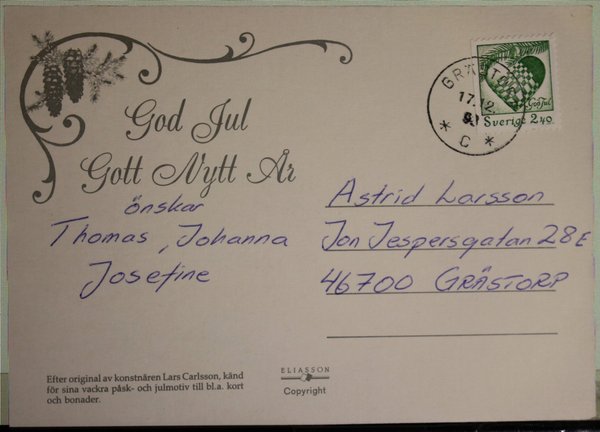 God Jul
Gott Nytt År
önskar
Thomas, Johanna
Josefine
GRÄSTORP
17.12.
C
God Jul
Sverige 2,40
Astrid Larsson
Jon Jespersgatan 28E
46700 GRÄSTORP
Efter original av konstnären Lars Carlsson, känd
för sina vackra påsk- och julmotiv till bl.a. kort
och bonader.
ELIASSON
Copyright